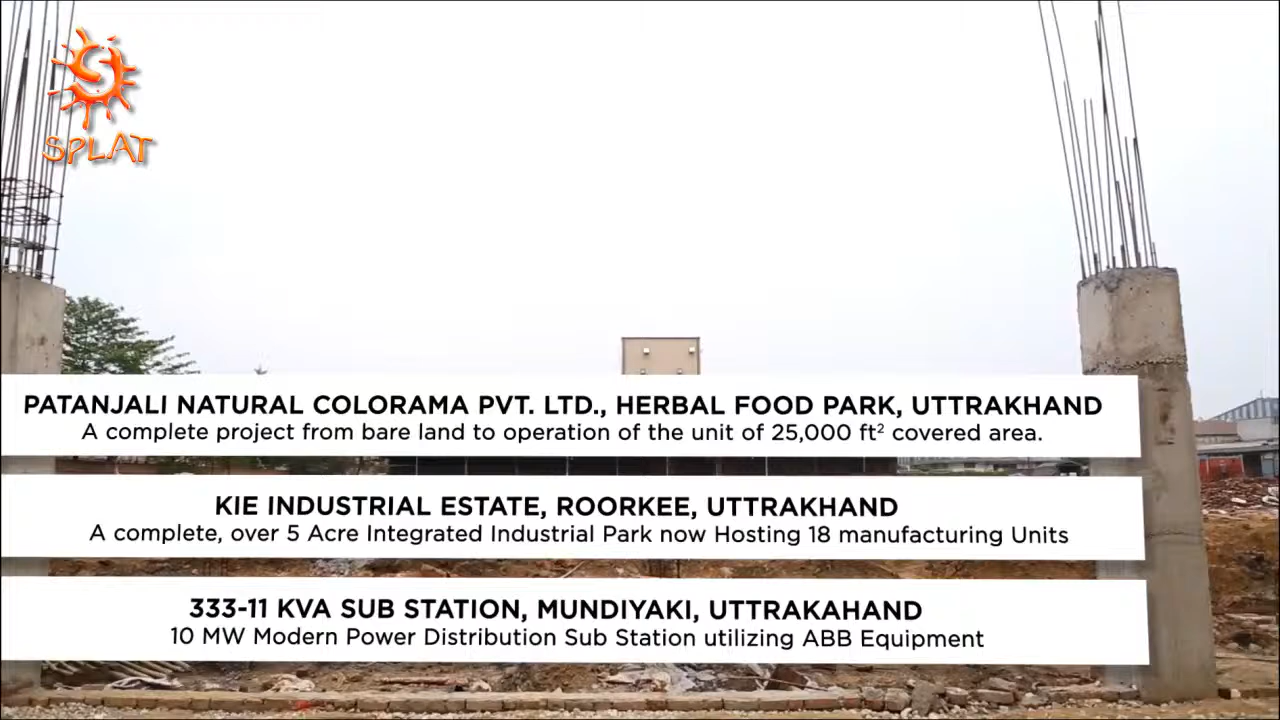 SPLAT
PATANJALI NATURAL COLORAMA PVT. LTD., HERBAL FOOD PARK, UTTRAKHAND
A complete project from bare land to operation of the unit of 25,000 ft² covered area.
KIE INDUSTRIAL ESTATE, ROORKEE, UTTRAKHAND
A complete, over 5 Acre Integrated Industrial Park now Hosting 18 manufacturing Units
333-11 KVA SUB STATION, MUNDIYAKI, UTTRAKAHAND
10 MW Modern Power Distribution Sub Station utilizing ABB Equipment